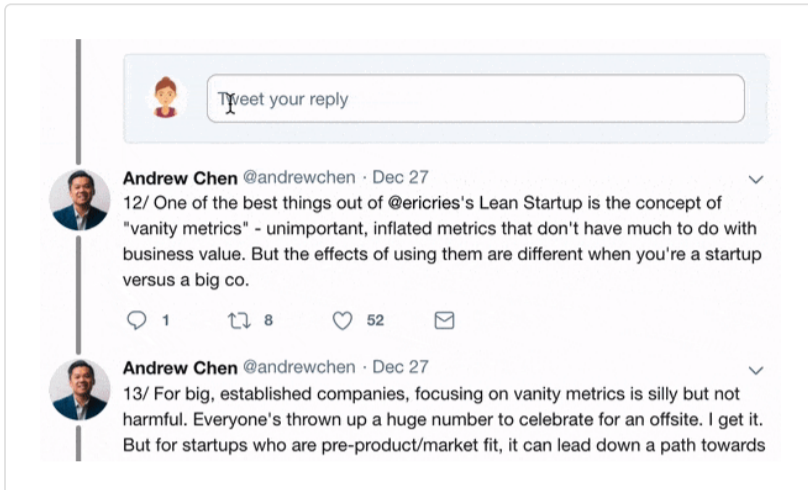 Tweet your reply
Andrew Chen @andrewchen · Dec 27
12/ One of the best things out of @ericries's Lean Startup is the concept of
"vanity metrics" - unimportant, inflated metrics that don't have much to do with
business value. But the effects of using them are different when you're a startup
versus a big co.
1 8 52
Andrew Chen @andrewchen · Dec 27
13/ For big, established companies, focusing on vanity metrics is silly but not
harmful. Everyone's thrown up a huge number to celebrate for an offsite. I get it.
But for startups who are pre-product/market fit, it can lead down a path towards